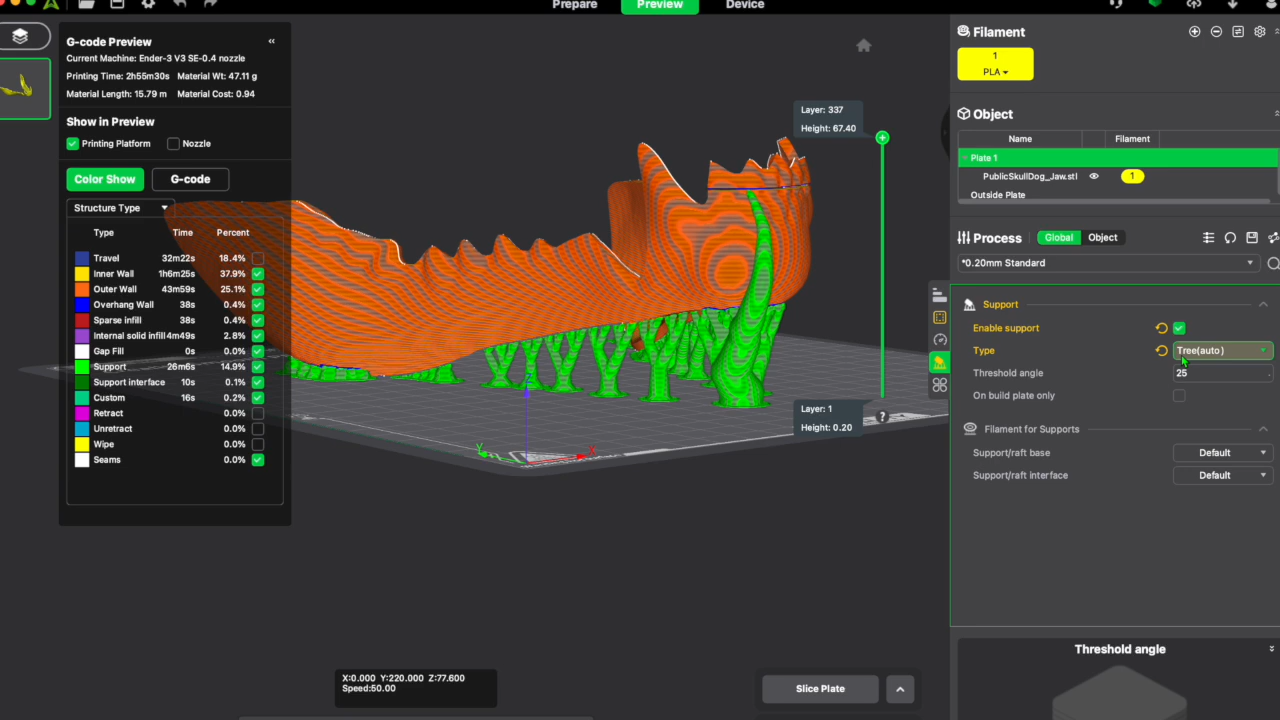 Prepare
Preview
Device
G-code Preview
«
Current Machine: Ender-3 V3 SE-0.4 nozzle
Printing Time: 2h55m30s Material Wt: 47.11 g
Material Length: 15.79 m Material Cost: 0.94
Show in Preview
Printing Platform
Nozzle
Color Show
G-code
Structure Type
Type Time Percent
Travel 32m22s 18.4%
Inner Wall 1h6m25s 37.9%
Outer Wall 43m59s 25.1%
Overhang Wall 38s 0.4%
Sparse infill 38s 0.4%
Internal solid infill 4m49s 2.8%
Gap Fill 0s 0.0%
Support 26m6s 14.9%
Support interface 10s 0.1%
Custom 16s 0.2%
Retract 0.0%
Unretract 0.0%
Wipe 0.0%
Seams 0.0%
Layer: 337
Height: 67.40
Layer: 1
Height: 0.20
?
Y
Z
X
X:0.000 Y:220.000 Z:77.600
Speed:50.00
Slice Plate
Filament
1
PLA
Object
Name Filament
Plate 1
PublicSkullDog_Jaw.stl 1
Outside Plate
Process
Global
Object
*0.20mm Standard
Support
Enable support
Type
Tree(auto)
Threshold angle
25
On build plate only
Filament for Supports
Support/raft base
Default
Support/raft interface
Default
Threshold angle